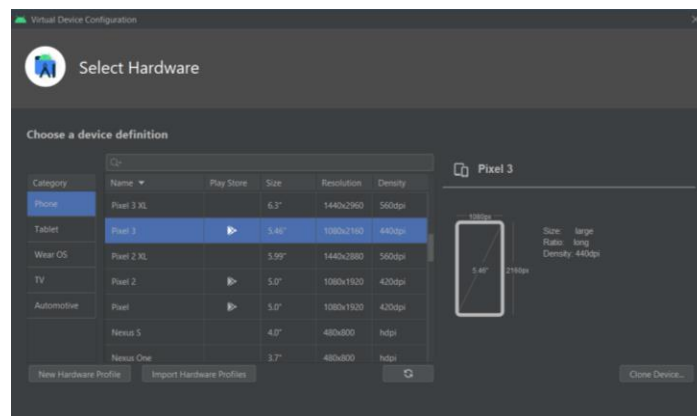 Virtual Device Configuration
Select Hardware
Choose a device definition
Category Name Play Store Size Resolution Density
Phone
Tablet
Wear OS
TV
Automotive
Pixel 3 XL 6.3" 1440x2960 560dpi
Pixel 3 5.46" 1080x2160 440dpi
Pixel 2 XL 5.99" 1440x2880 560dpi
Pixel 2 5.0" 1080x1920 420dpi
Pixel 5.0" 1080x1920 420dpi
Nexus S 4.0" 480x800 hdpi
Nexus One 3.7" 480x800 hdpi
New Hardware Profile Import Hardware Profiles
Pixel 3
1080px
5.46" 2160px
Size: large
Ratio: long
Density: 440dpi
Clone Device...